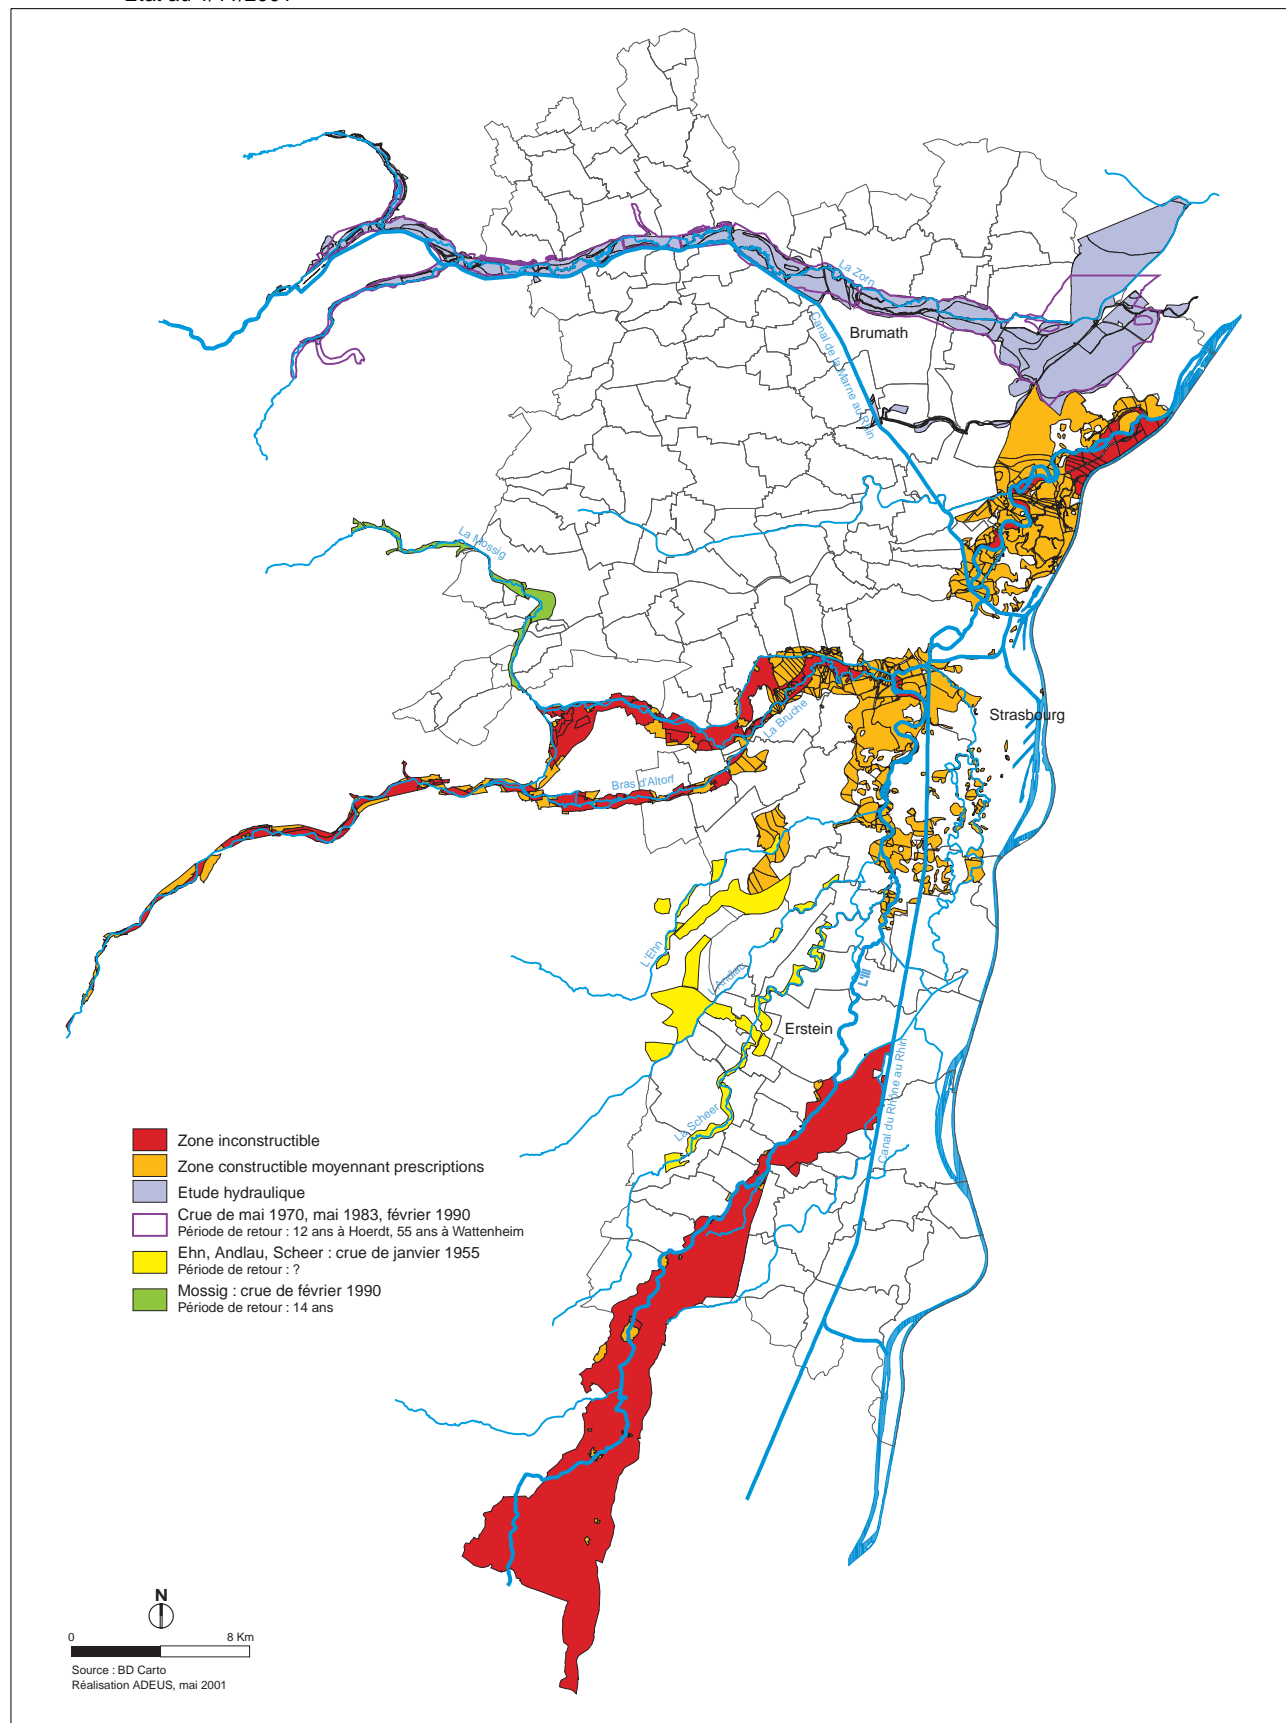 La Zorn
Brumath
Canal de la Marne au Rhin
La Mossig
Strasbourg
La Bruche
Bras d'Altorf
L'Ehn
L'Andlau
L'Ill
Erstein
Canal du Rhône au Rhin
La Scheer
Zone inconstructible
Zone constructible moyennant prescriptions
Etude hydraulique
Crue de mai 1970, mai 1983, février 1990
Période de retour : 12 ans à Hoerdt, 55 ans à Wattenheim
Ehn, Andlau, Scheer : crue de janvier 1955
Période de retour : ?
Mossig : crue de février 1990
Période de retour : 14 ans
N
0 8 Km
Source : BD Carto
Réalisation ADEUS, mai 2001